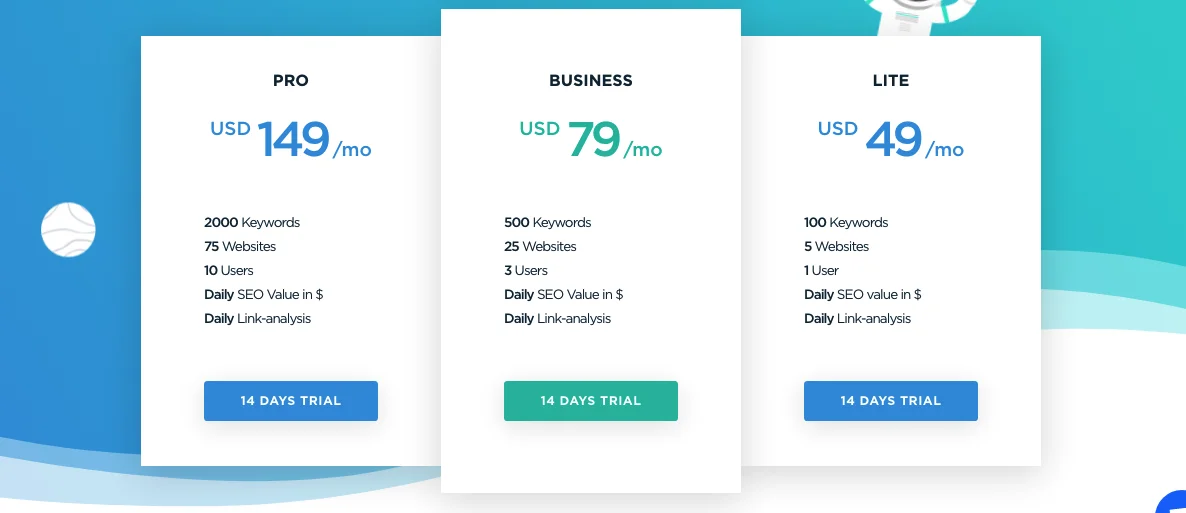 PRO
USD 149/mo
2000 Keywords
75 Websites
10 Users
Daily SEO Value in $
Daily Link-analysis
14 DAYS TRIAL
BUSINESS
USD 79/mo
500 Keywords
25 Websites
3 Users
Daily SEO Value in $
Daily Link-analysis
14 DAYS TRIAL
LITE
USD 49/mo
100 Keywords
5 Websites
1 User
Daily SEO value in $
Daily Link-analysis
14 DAYS TRIAL